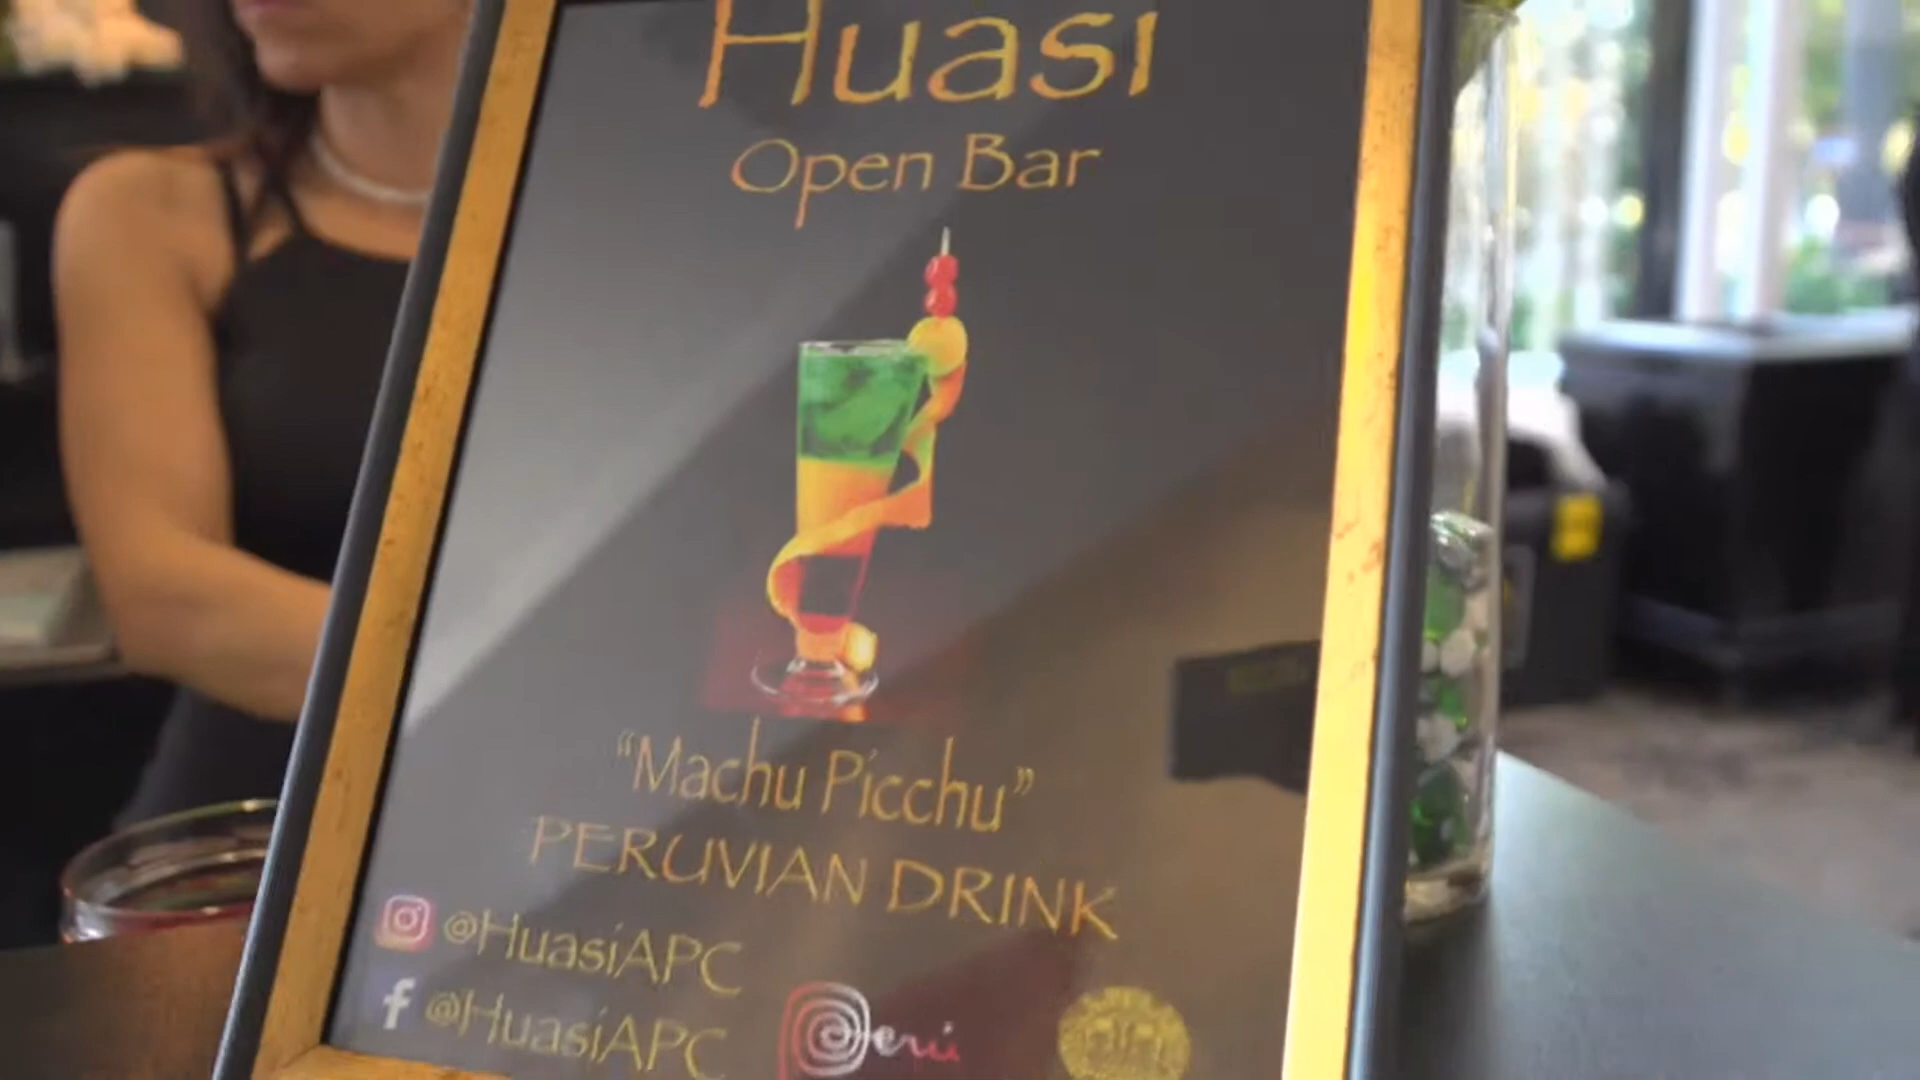 Huasi
Open Bar
“Machu Picchu”
PERUVIAN DRINK
@HuasiAPC
@HuasiAPC
Perú